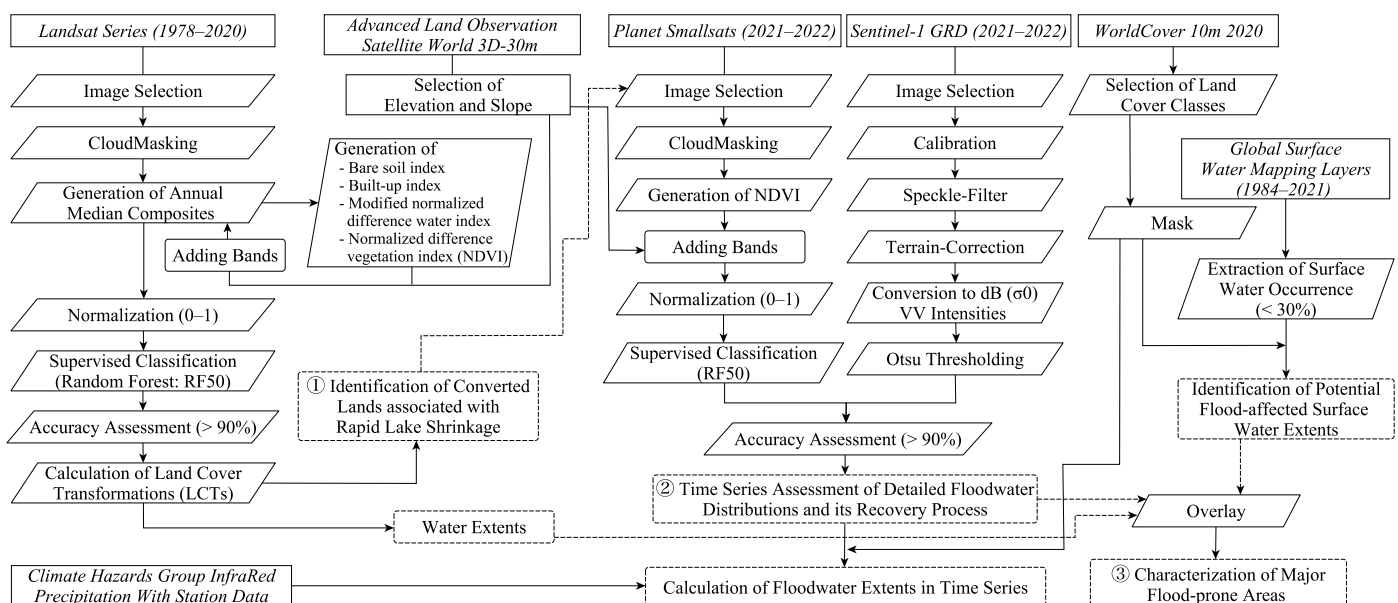 Landsat Series (1978–2020)
Image Selection
CloudMasking
Generation of Annual
Median Composites
Adding Bands
Normalization (0–1)
Supervised Classification
(Random Forest: RF50)
Accuracy Assessment (> 90%)
Calculation of Land Cover
Transformations (LCTs)
Advanced Land Observation
Satellite World 3D-30m
Selection of
Elevation and Slope
Generation of
- Bare soil index
- Built-up index
- Modified normalized
difference water index
- Normalized difference
vegetation index (NDVI)
① Identification of Converted
Lands associated with
Rapid Lake Shrinkage
Water Extents
Climate Hazards Group InfraRed
Precipitation With Station Data
Planet Smallsats (2021–2022)
Image Selection
CloudMasking
Generation of NDVI
Adding Bands
Normalization (0–1)
Supervised Classification
(RF50)
Sentinel-1 GRD (2021–2022)
Image Selection
Calibration
Speckle-Filter
Terrain-Correction
Conversion to dB (σ0)
VV Intensities
Otsu Thresholding
Accuracy Assessment (> 90%)
② Time Series Assessment of Detailed Floodwater
Distributions and its Recovery Process
Calculation of Floodwater Extents in Time Series
WorldCover 10m 2020
Selection of Land
Cover Classes
Mask
Global Surface
Water Mapping Layers
(1984–2021)
Extraction of Surface
Water Occurrence
(< 30%)
Identification of Potential
Flood-affected Surface
Water Extents
Overlay
③ Characterization of Major
Flood-prone Areas